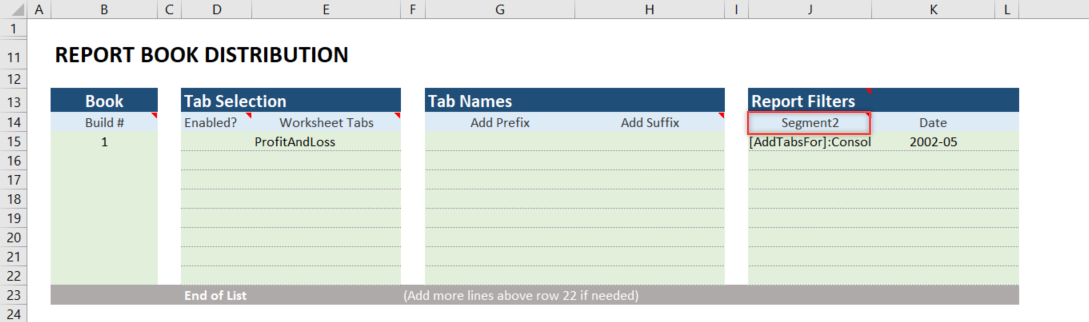 A B C D E F G H I J K L
1
11 REPORT BOOK DISTRIBUTION
12
13 Book Tab Selection Tab Names Report Filters
14 Build # Enabled? Worksheet Tabs Add Prefix Add Suffix Segment2 Date
15 1 ProfitAndLoss [AddTabsFor]:Consol 2002-05
16
17
18
19
20
21
22
23 End of List (Add more lines above row 22 if needed)
24